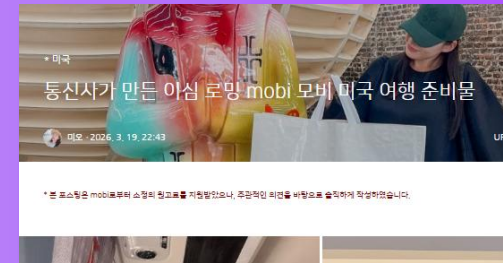 * 미국
통신사가 만든 이심 로밍 mobi 모비 미국 여행 준비물
미오 · 2026. 3. 19. 22:43
UR
* 본 포스팅은 mobi로부터 소정의 원고료를 지원받았으나, 주관적인 의견을 바탕으로 솔직하게 작성하였습니다.